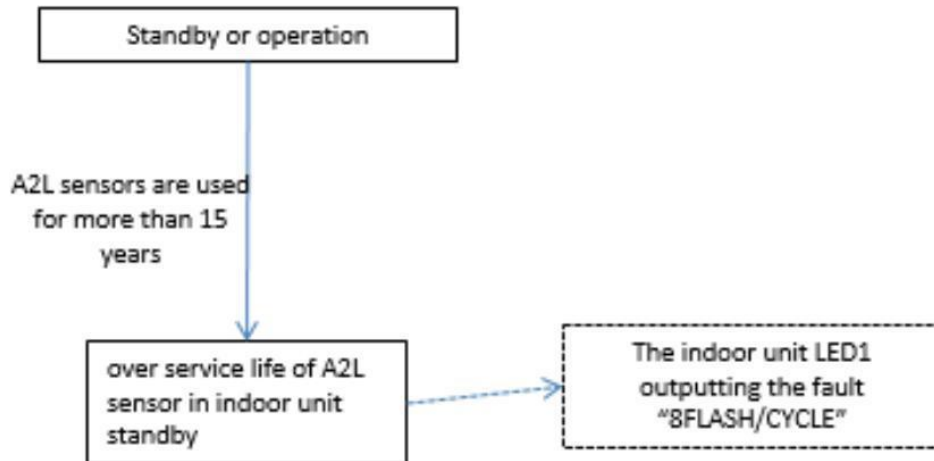 Standby or operation
A2L sensors are used
for more than 15
years
over service life of A2L
sensor in indoor unit
standby
The indoor unit LED1
outputting the fault
“8FLASH/CYCLE”